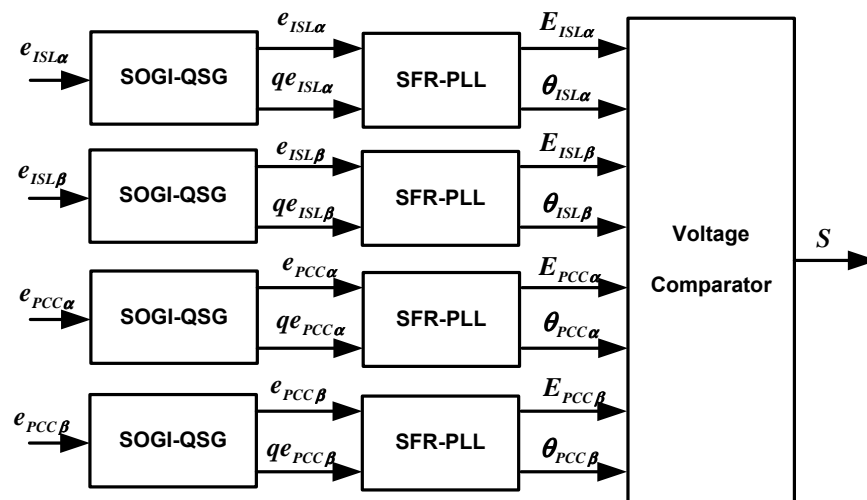 e_ISLα e_ISLα E_ISLα
SOGI-QSG SFR-PLL
qe_ISLα θ_ISLα
e_ISLβ e_ISLβ E_ISLβ
SOGI-QSG SFR-PLL
qe_ISLβ θ_ISLβ
Voltage
Comparator
S
e_PCCα e_PCCα E_PCCα
SOGI-QSG SFR-PLL
qe_PCCα θ_PCCα
e_PCCβ e_PCCβ E_PCCβ
SOGI-QSG SFR-PLL
qe_PCCβ θ_PCCβ